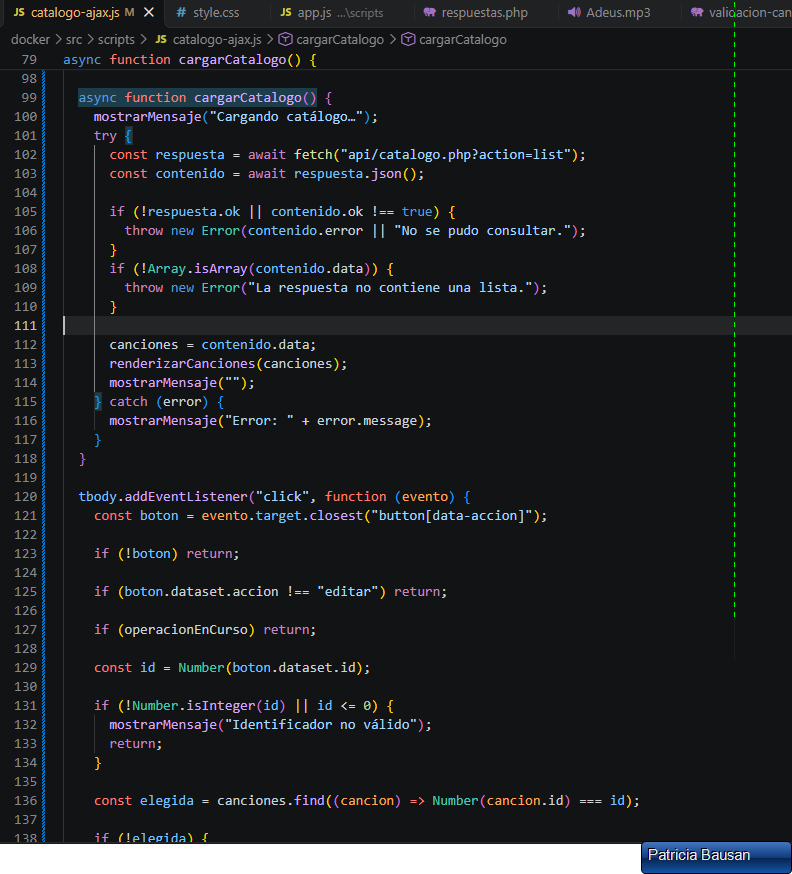 JS catalogo-ajax.js M
# style.css
JS app.js ...\scripts
respuestas.php
Adeus.mp3
validacion-can
docker > src > scripts > JS catalogo-ajax.js > cargarCatalogo > cargarCatalogo
79 async function cargarCatalogo() {
98
99 async function cargarCatalogo() {
100 mostrarMensaje("Cargando catálogo…");
101 try {
102 const respuesta = await fetch("api/catalogo.php?action=list");
103 const contenido = await respuesta.json();
104
105 if (!respuesta.ok || contenido.ok !== true) {
106 throw new Error(contenido.error || "No se pudo consultar.");
107 }
108 if (!Array.isArray(contenido.data)) {
109 throw new Error("La respuesta no contiene una lista.");
110 }
111
112 canciones = contenido.data;
113 renderizarCanciones(canciones);
114 mostrarMensaje("");
115 } catch (error) {
116 mostrarMensaje("Error: " + error.message);
117 }
118 }
119
120 tbody.addEventListener("click", function (evento) {
121 const boton = evento.target.closest("button[data-accion]");
122
123 if (!boton) return;
124
125 if (boton.dataset.accion !== "editar") return;
126
127 if (operacionEnCurso) return;
128
129 const id = Number(boton.dataset.id);
130
131 if (!Number.isInteger(id) || id <= 0) {
132 mostrarMensaje("Identificador no válido");
133 return;
134 }
135
136 const elegida = canciones.find((cancion) => Number(cancion.id) === id);
137
138 if (!elegida) {
Patricia Bausan